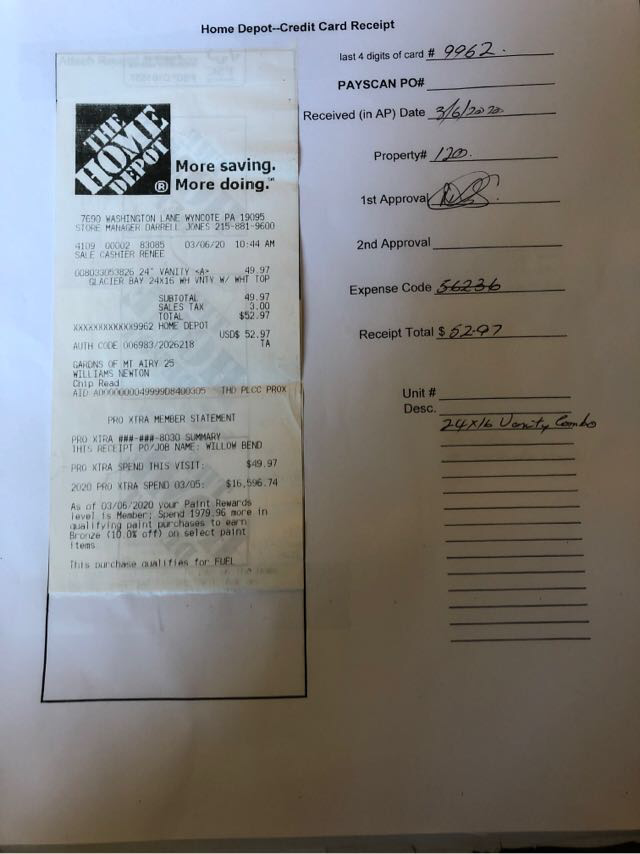 Home Depot--Credit Card Receipt
last 4 digits of card # 9962.
PAYSCAN PO#
Received (in AP) Date 3/6/2020
Property# 120.
1st Approval
2nd Approval
Expense Code 56236
Receipt Total $ 52.97
Unit #
Desc.
24x16 Vanity Combo
THE
HOME
DEPOT
®
More saving.
More doing.™
7690 WASHINGTON LANE WYNCOTE PA 19095
STORE MANAGER DARRELL JONES 215-881-9600
4109 00002 83085 03/06/20 10:44 AM
SALE CASHIER RENEE
008033053826 24" VANITY <A> 49.97
GLACIER BAY 24X16 WH VNTY W/ WHT TOP
SUBTOTAL 49.97
SALES TAX 3.00
TOTAL $52.97
XXXXXXXXXXXX9962 HOME DEPOT
USD$ 52.97
AUTH CODE 006983/2026218 TA
GARDNS OF MT AIRY 25
WILLIAMS NEWTON
Chip Read
THD PLCC PROX
PRO XTRA MEMBER STATEMENT
PRO XTRA ###-###-8030 SUMMARY
THIS RECEIPT PO/JOB NAME: WILLOW BEND
PRO XTRA SPEND THIS VISIT: $49.97
2020 PRO XTRA SPEND 03/05: $16,596.74
As of 03/06/2020 your Paint Rewards
level is Member; Spend 1979.96 more in
qualifying paint purchases to earn
Bronze (10.0% off) on select paint
items.
This purchase qualifies for FUEL